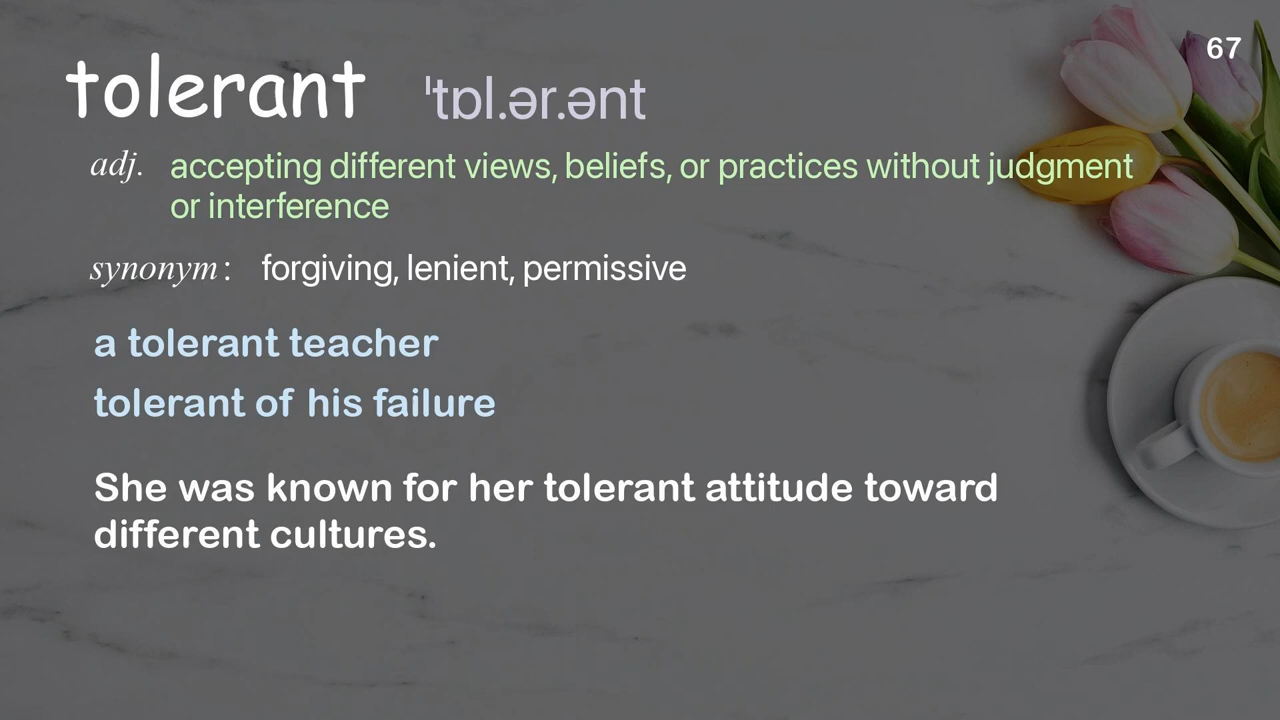 67
tolerant ˈtɒl.ər.ənt
adj. accepting different views, beliefs, or practices without judgment
or interference
synonym : forgiving, lenient, permissive
a tolerant teacher
tolerant of his failure
She was known for her tolerant attitude toward
different cultures.